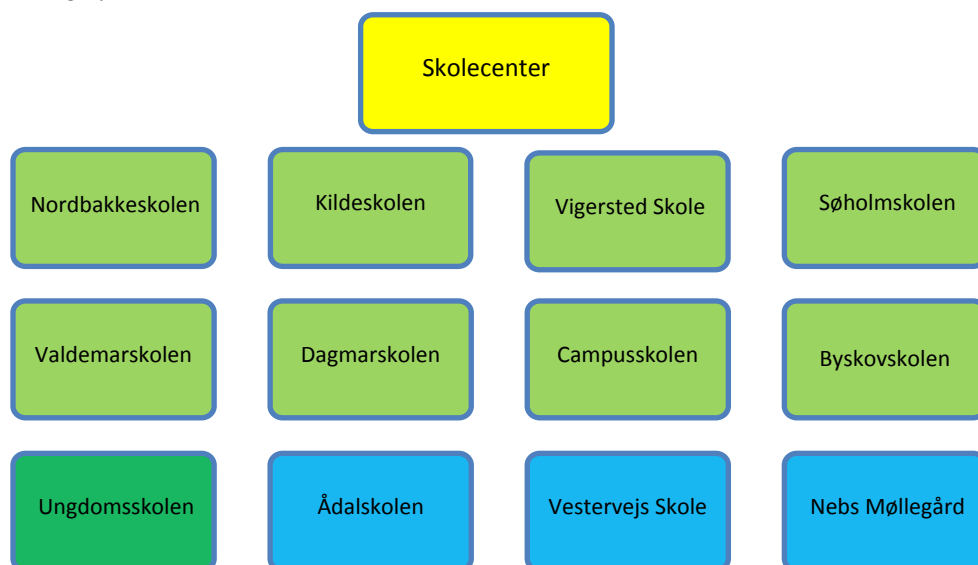 Skolecenter
Nordbakkeskolen
Kildeskolen
Vigersted Skole
Søholmskolen
Valdemarskolen
Dagmarskolen
Campusskolen
Byskovskolen
Ungdomsskolen
Ådalskolen
Vestervejs Skole
Nebs Møllegård